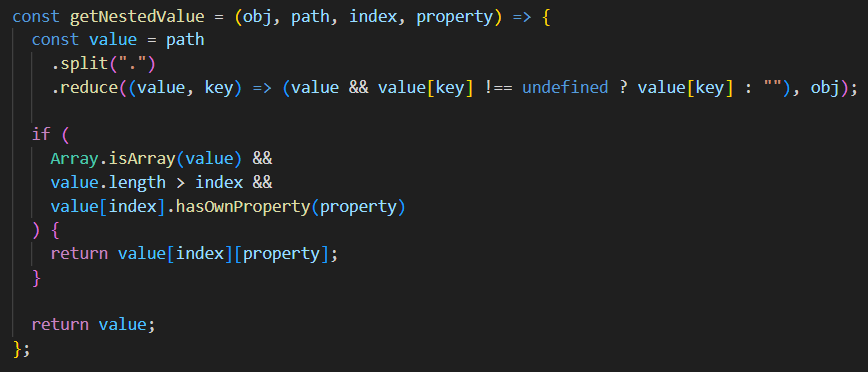 const getNestedValue = (obj, path, index, property) => {
  const value = path
    .split(".")
    .reduce((value, key) => (value && value[key] !== undefined ? value[key] : ""), obj);

  if (
    Array.isArray(value) &&
    value.length > index &&
    value[index].hasOwnProperty(property)
  ) {
    return value[index][property];
  }

  return value;
};